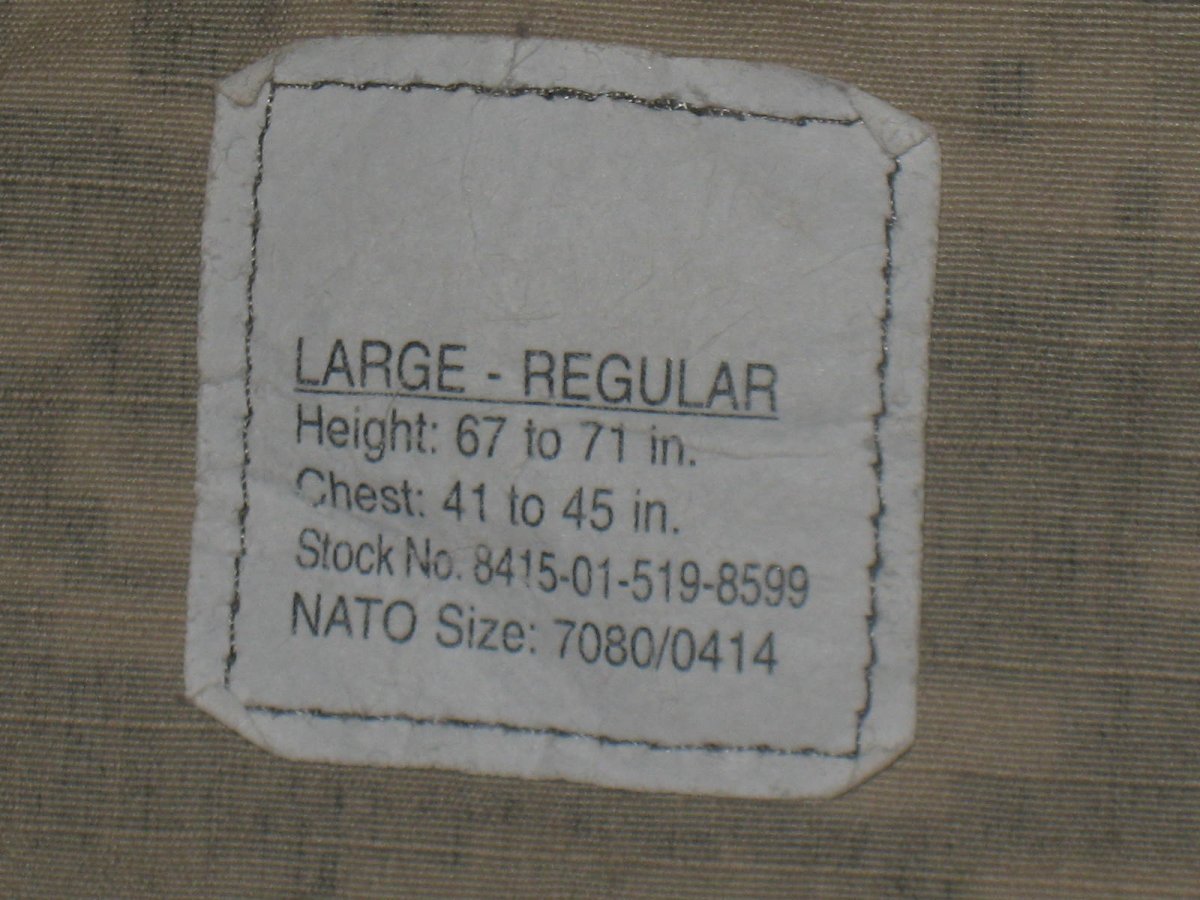 LARGE - REGULAR
Height: 67 to 71 in.
Chest: 41 to 45 in.
Stock No. 8415-01-519-8599
NATO Size: 7080/0414